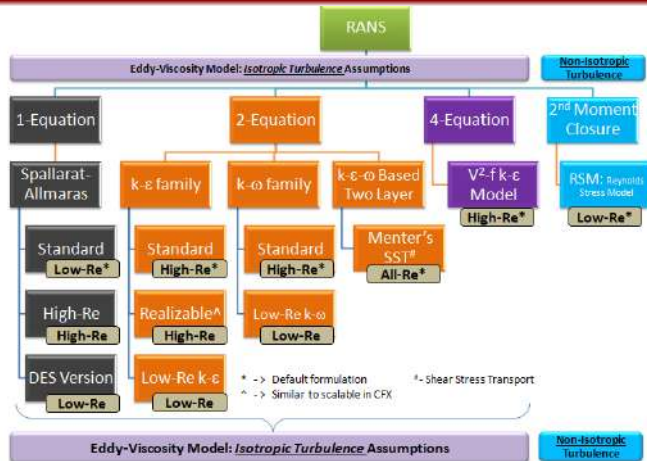 RANS
Eddy-Viscosity Model: Isotropic Turbulence Assumptions
Non-Isotropic
Turbulence
1-Equation
2-Equation
4-Equation
2nd Moment
Closure
Spallarat-
Allmaras
k-ε family
k-ω family
k-ε-ω Based
Two Layer
V²-f k-ε
Model
High-Re*
RSM: Reynolds
Stress Model
Low-Re*
Standard
Low-Re*
Standard
High-Re*
Standard
High-Re*
Menter's
SST#
All-Re*
High-Re
High-Re
Realizable^
High-Re
Low-Re k-ω
Low-Re
DES Version
Low-Re
Low-Re k-ε
Low-Re
* -> Default formulation
^ -> Similar to scalable in CFX
#- Shear Stress Transport
Eddy-Viscosity Model: Isotropic Turbulence Assumptions
Non-Isotropic
Turbulence